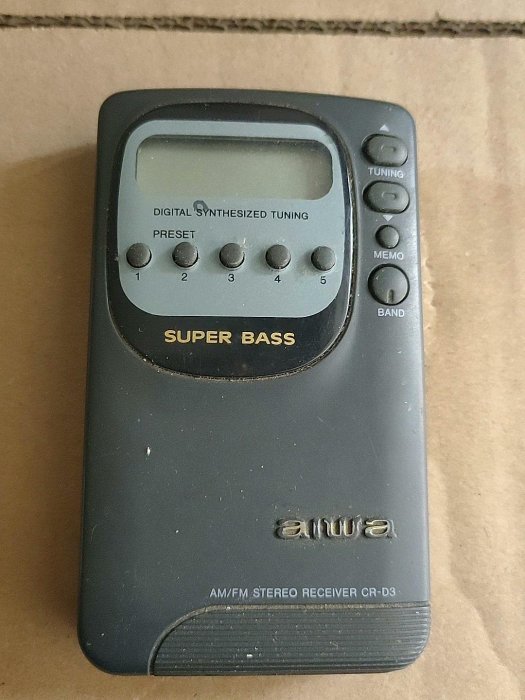 TUNING
DIGITAL SYNTHESIZED TUNING
PRESET
1 2 3 4 5
MEMO
BAND
SUPER BASS
aiwa
AM/FM STEREO RECEIVER CR-D3